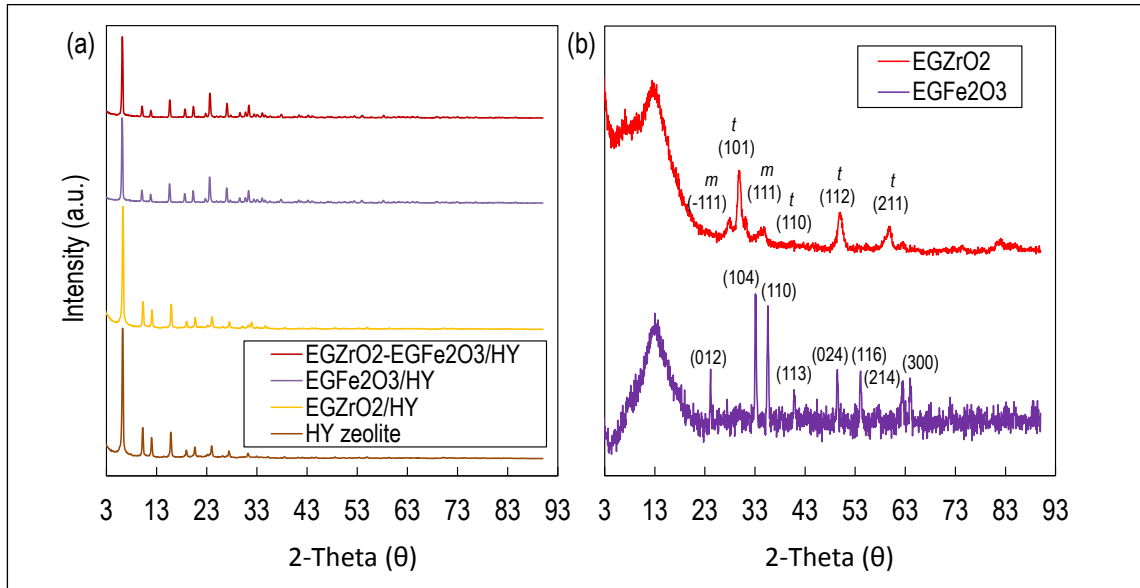 (a)
Intensity (a.u.)
EGZrO2-EGFe2O3/HY
EGFe2O3/HY
EGZrO2/HY
HY zeolite
3 13 23 33 43 53 63 73 83 93
2-Theta (θ)
(b)
EGZrO2
EGFe2O3
m
(-111)
t
(101)
m
(111)
t
(110)
t
(112)
t
(211)
(012)
(104)
(110)
(113)
(024)
(116)
(214)
(300)
3 13 23 33 43 53 63 73 83 93
2-Theta (θ)